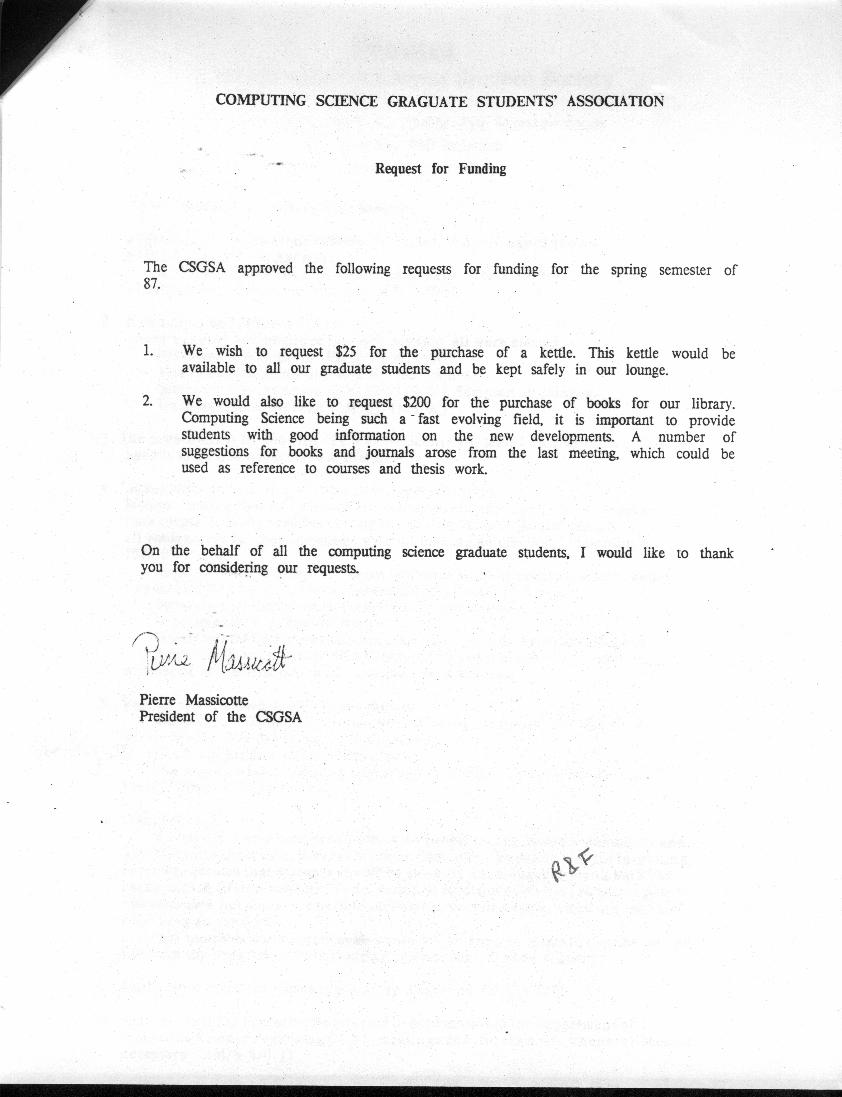 COMPUTING SCIENCE GRAGUATE STUDENTS' ASSOCIATION
Request for Funding
The CSGSA approved the following requests for funding for the spring semester of
87.
1. We wish to request $25 for the purchase of a kettle. This kettle would be
available to all our graduate students and be kept safely in our lounge.
2. We would also like to request $200 for the purchase of books for our library.
Computing Science being such a fast evolving field, it is important to provide
students with good information on the new developments. A number of
suggestions for books and journals arose from the last meeting, which could be
used as reference to courses and thesis work.
On the behalf of all the computing science graduate students, I would like to thank
you for considering our requests.
Pierre Massicotte
Pierre Massicotte
President of the CSGSA
R&F